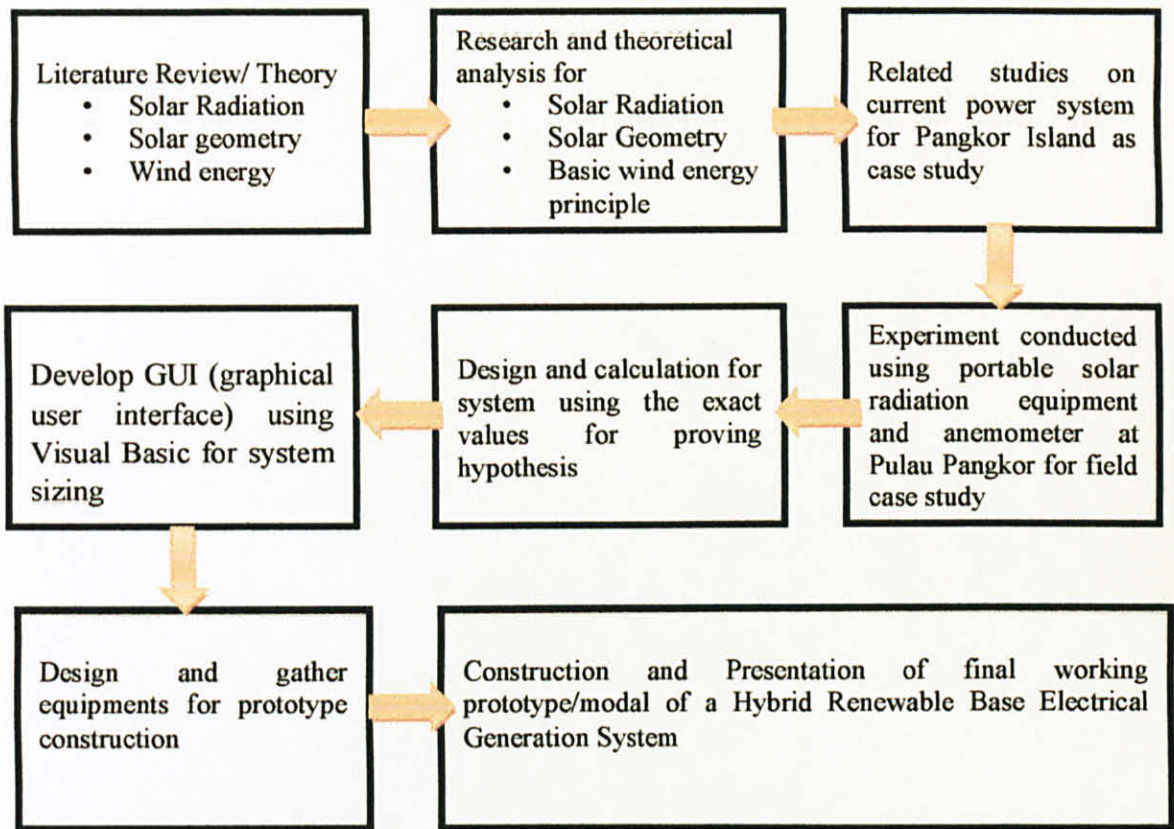 Literature Review/ Theory
• Solar Radiation
• Solar geometry
• Wind energy
Research and theoretical
analysis for
• Solar Radiation
• Solar Geometry
• Basic wind energy
principle
Related studies on
current power system
for Pangkor Island as
case study
Experiment conducted
using portable solar
radiation equipment
and anemometer at
Pulau Pangkor for field
case study
Design and calculation for
system using the exact
values for proving
hypothesis
Develop GUI (graphical
user interface) using
Visual Basic for system
sizing
Design and gather
equipments for prototype
construction
Construction and Presentation of final working
prototype/modal of a Hybrid Renewable Base Electrical
Generation System